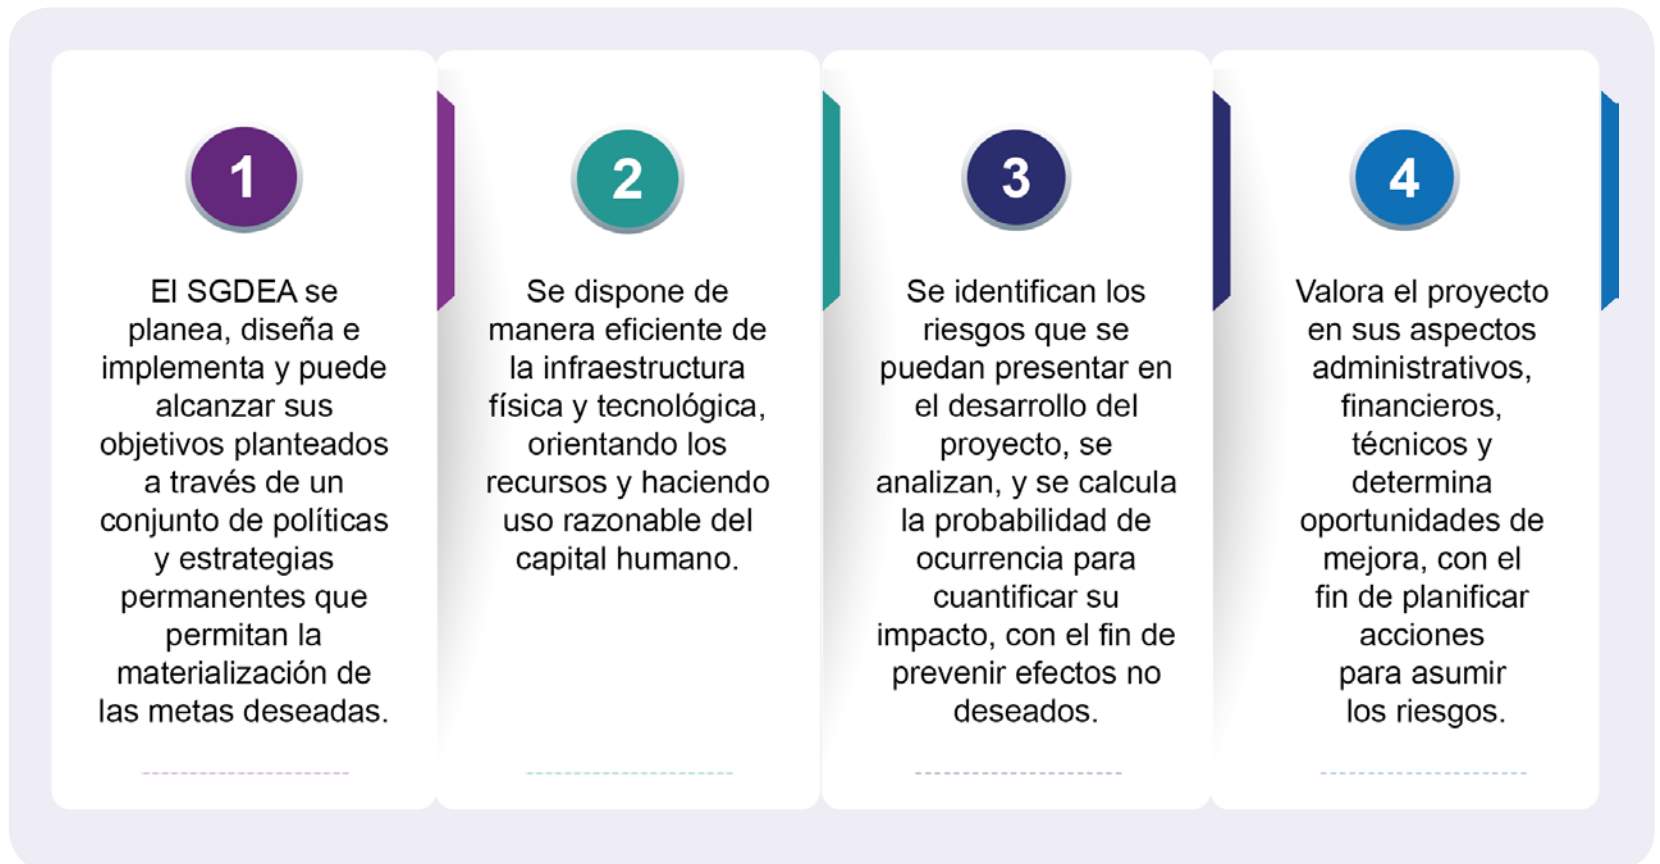 1
El SGDEA se
planea, diseña e
implementa y puede
alcanzar sus
objetivos planteados
a través de un
conjunto de políticas
y estrategias
permanentes que
permitan la
materialización de
las metas deseadas.
2
Se dispone de
manera eficiente de
la infraestructura
física y tecnológica,
orientando los
recursos y haciendo
uso razonable del
capital humano.
3
Se identifican los
riesgos que se
puedan presentar en
el desarrollo del
proyecto, se
analizan, y se calcula
la probabilidad de
ocurrencia para
cuantificar su
impacto, con el fin de
prevenir efectos no
deseados.
4
Valora el proyecto
en sus aspectos
administrativos,
financieros,
técnicos y
determina
oportunidades de
mejora, con el
fin de planificar
acciones
para asumir
los riesgos.